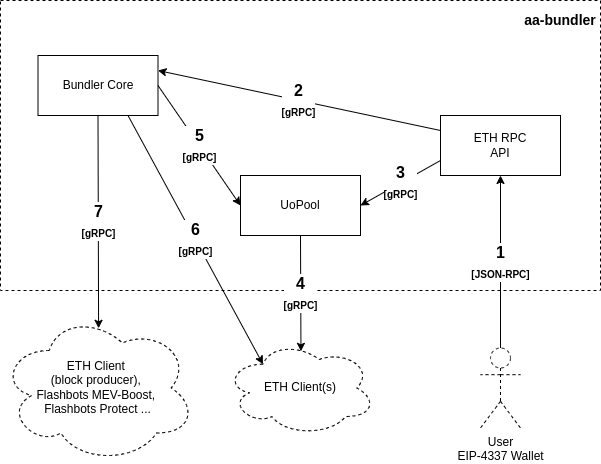 aa-bundler
Bundler Core
2
[gRPC]
ETH RPC
API
5
[gRPC]
3
[gRPC]
UoPool
7
[gRPC]
6
[gRPC]
4
[gRPC]
1
[JSON-RPC]
ETH Client
(block producer),
Flashbots MEV-Boost,
Flashbots Protect ...
ETH Client(s)
User
EIP-4337 Wallet